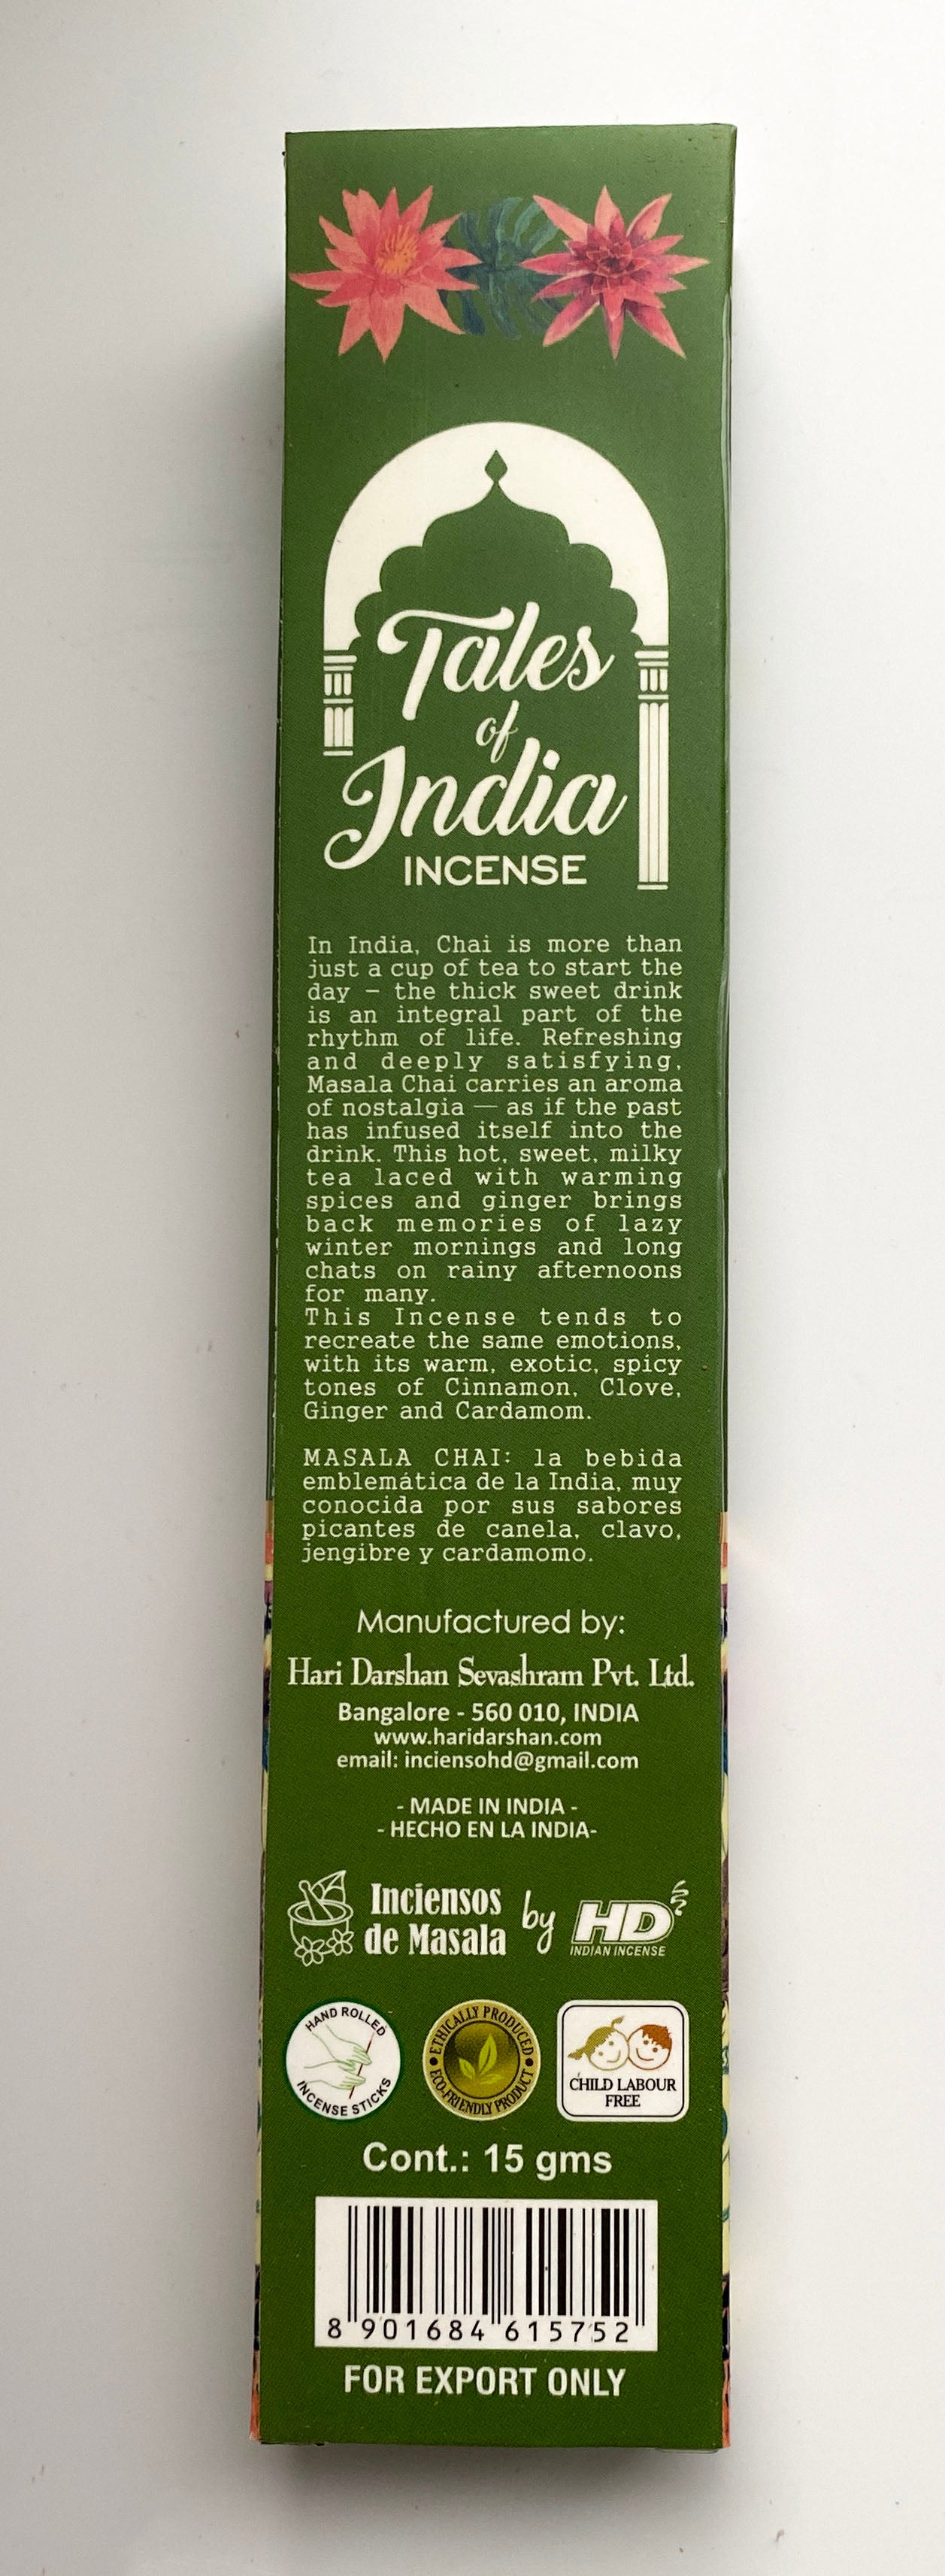 Tales
of
India
INCENSE
In India, Chai is more than
just a cup of tea to start the
day – the thick sweet drink
is an integral part of the
rhythm of life. Refreshing
and deeply satisfying,
Masala Chai carries an aroma
of nostalgia — as if the past
has infused itself into the
drink. This hot, sweet, milky
tea laced with warming
spices and ginger brings
back memories of lazy
winter mornings and long
chats on rainy afternoons
for many.
This Incense tends to
recreate the same emotions,
with its warm, exotic, spicy
tones of Cinnamon, Clove,
Ginger and Cardamom.
MASALA CHAI: la bebida
emblemática de la India, muy
conocida por sus sabores
picantes de canela, clavo,
jengibre y cardamomo.
Manufactured by:
Hari Darshan Sevashram Pvt. Ltd.
Bangalore - 560 010, INDIA
www.haridarshan.com
email: inciensohd@gmail.com
- MADE IN INDIA -
- HECHO EN LA INDIA-
Inciensos
de Masala
by
HD
INDIAN INCENSE
HAND ROLLED
INCENSE STICKS
ETHICALLY PRODUCED
ECO-FRIENDLY PRODUCT
CHILD LABOUR
FREE
Cont.: 15 gms
8 901684 615752
FOR EXPORT ONLY